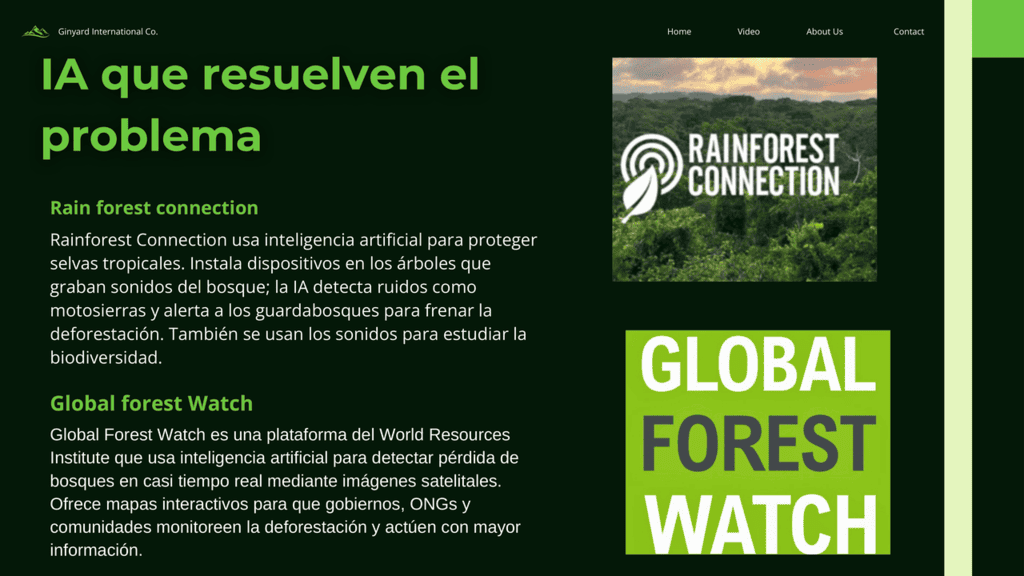 Ginyard International Co.
Home
Video
About Us
Contact
IA que resuelven el
problema
Rain forest connection
Rainforest Connection usa inteligencia artificial para proteger
selvas tropicales. Instala dispositivos en los árboles que
graban sonidos del bosque; la IA detecta ruidos como
motosierras y alerta a los guardabosques para frenar la
deforestación. También se usan los sonidos para estudiar la
biodiversidad.
Global forest Watch
Global Forest Watch es una plataforma del World Resources
Institute que usa inteligencia artificial para detectar pérdida de
bosques en casi tiempo real mediante imágenes satelitales.
Ofrece mapas interactivos para que gobiernos, ONGs y
comunidades monitoreen la deforestación y actúen con mayor
información.
RAINFOREST
CONNECTION
GLOBAL
FOREST
WATCH